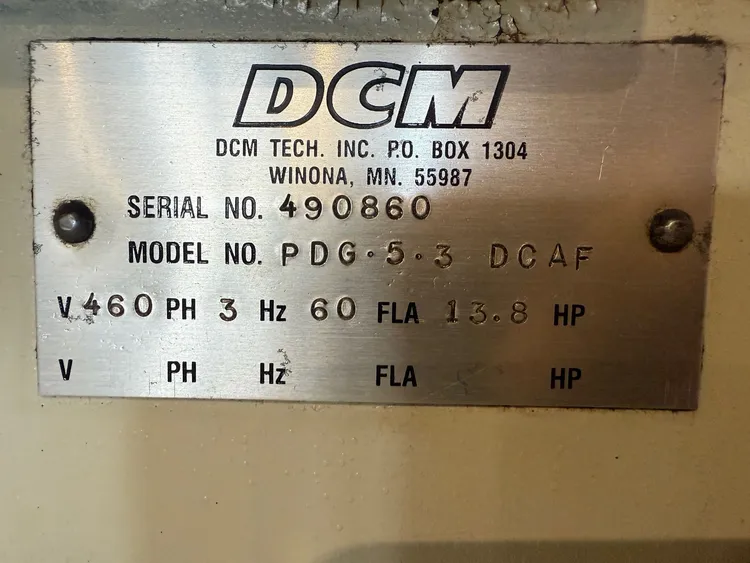 DCM
DCM TECH. INC. P.O. BOX 1304
WINONA, MN. 55987
SERIAL NO. 490860
MODEL NO. PDG·5·3 DCAF
V 460 PH 3 Hz 60 FLA 13.8 HP
V PH Hz FLA HP